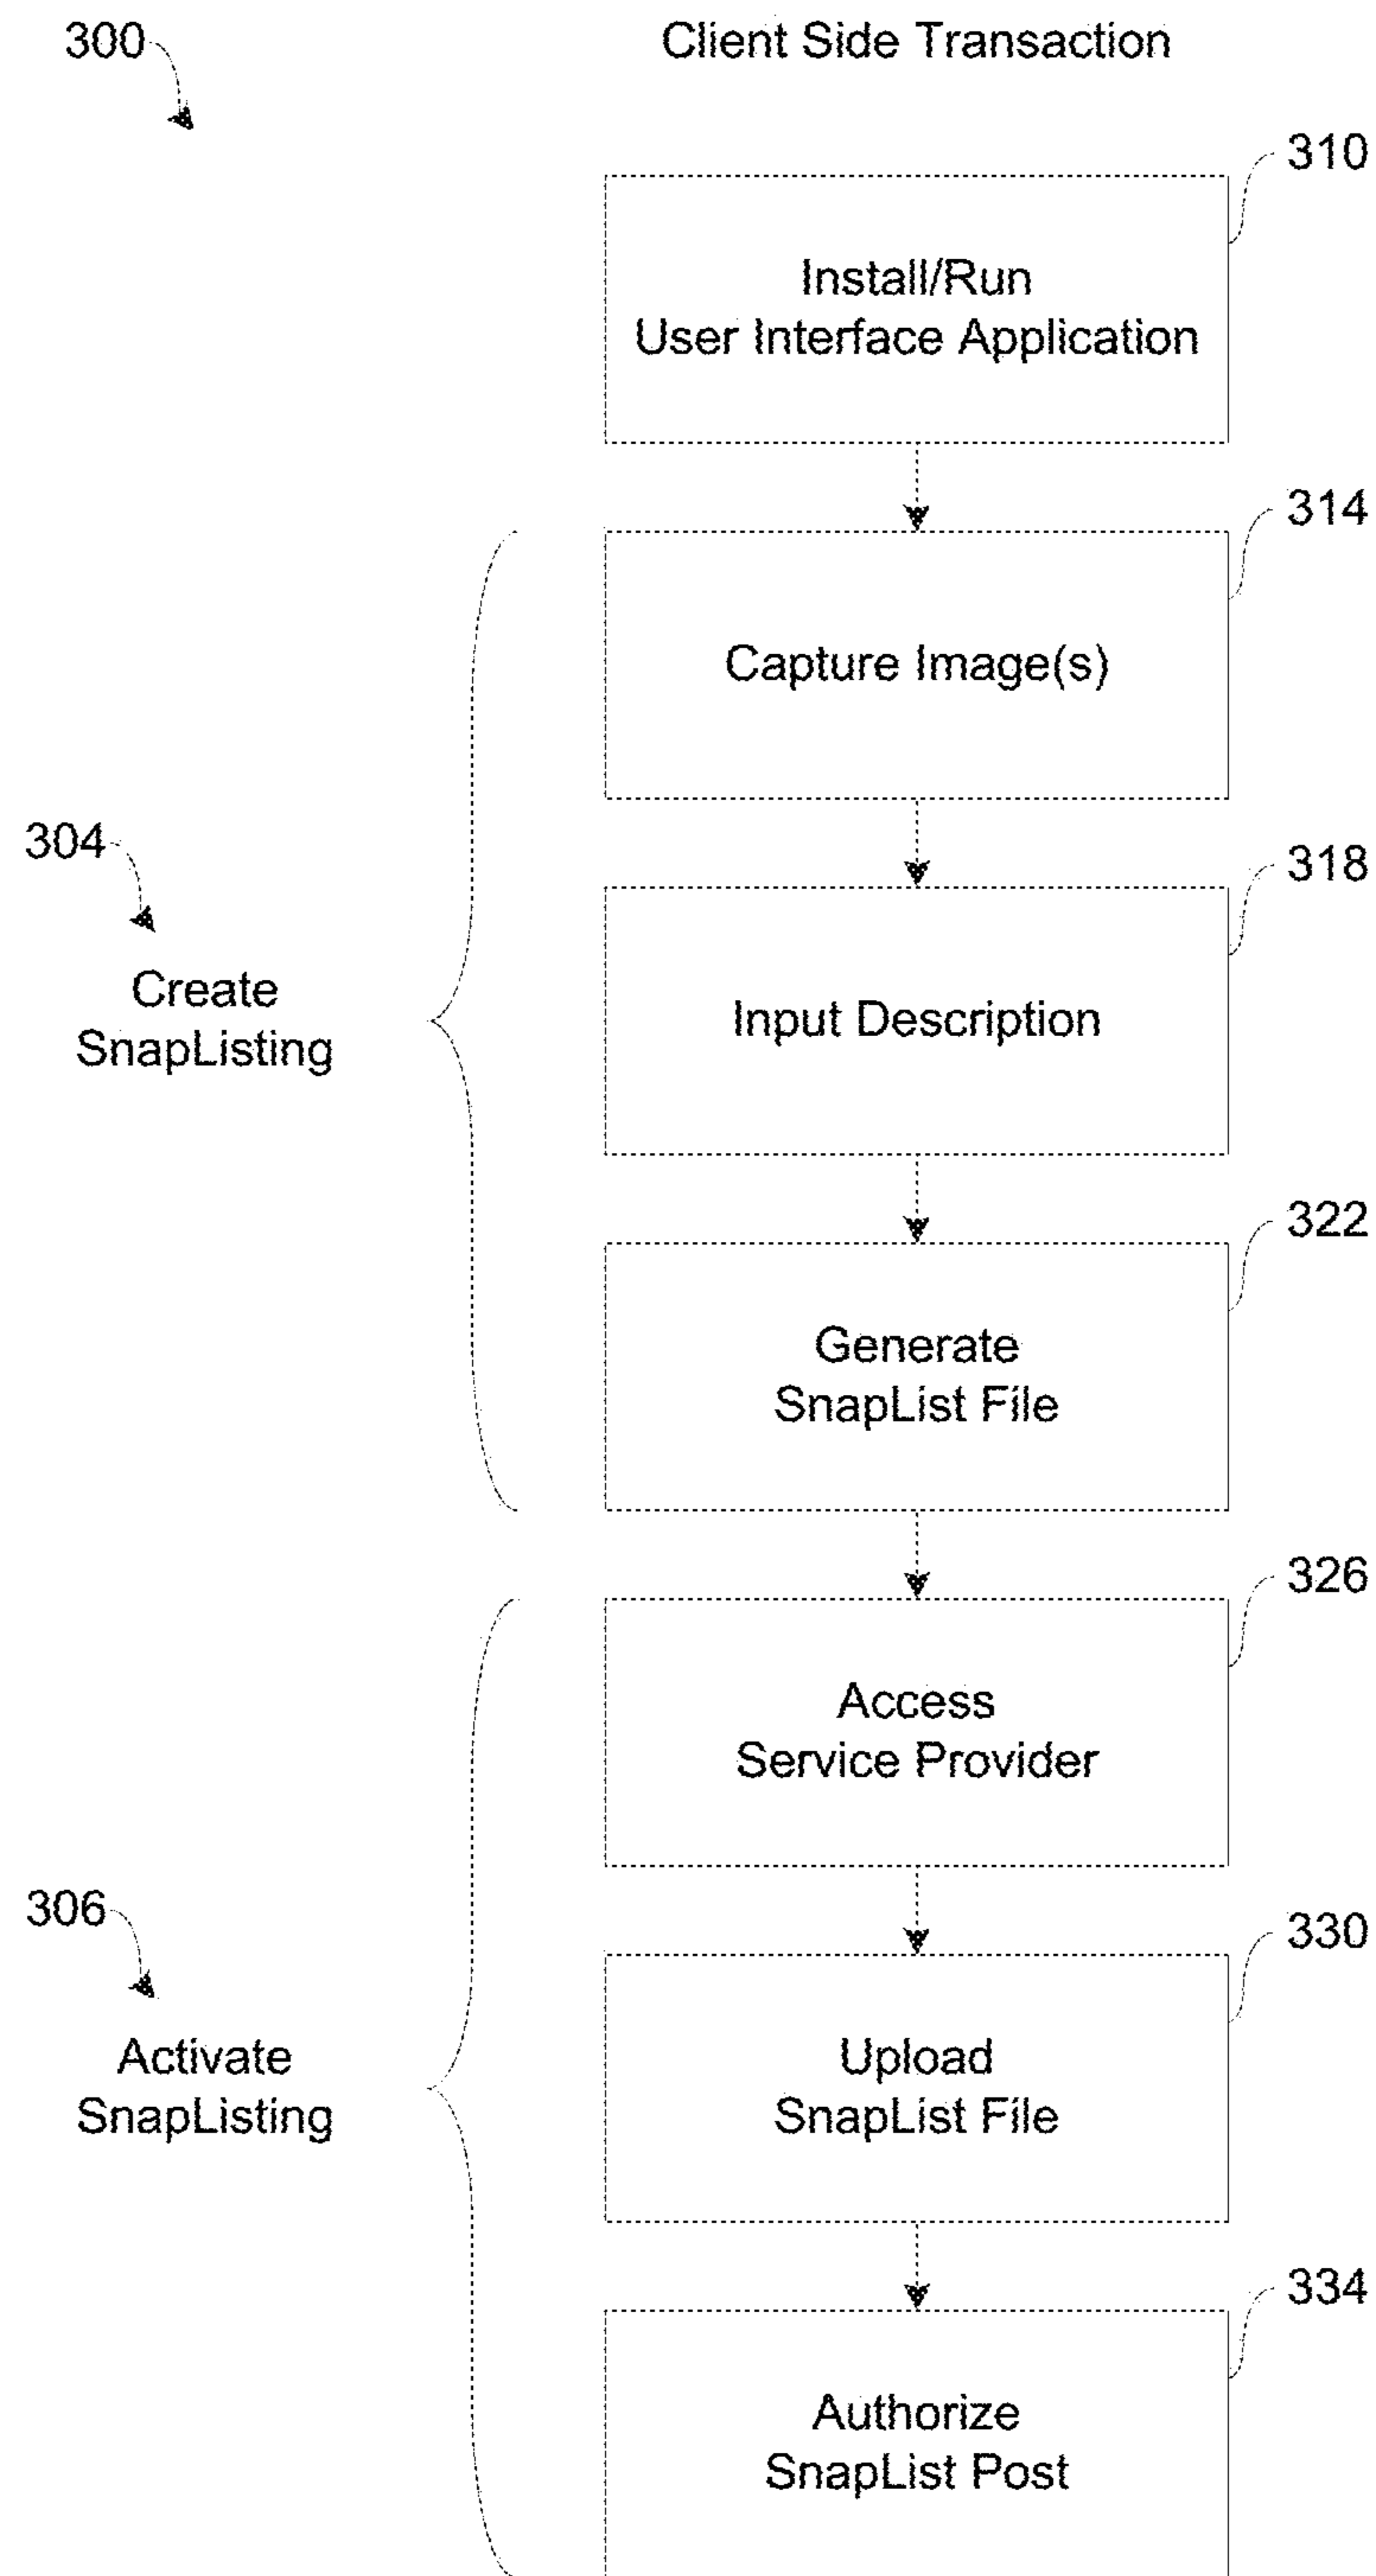 300
Client Side Transaction
310
Install/Run
User Interface Application
314
Capture Image(s)
304
318
Create
SnapListing
Input Description
322
Generate
SnapList File
326
Access
Service Provider
306
330
Activate
SnapListing
Upload
SnapList File
334
Authorize
SnapList Post